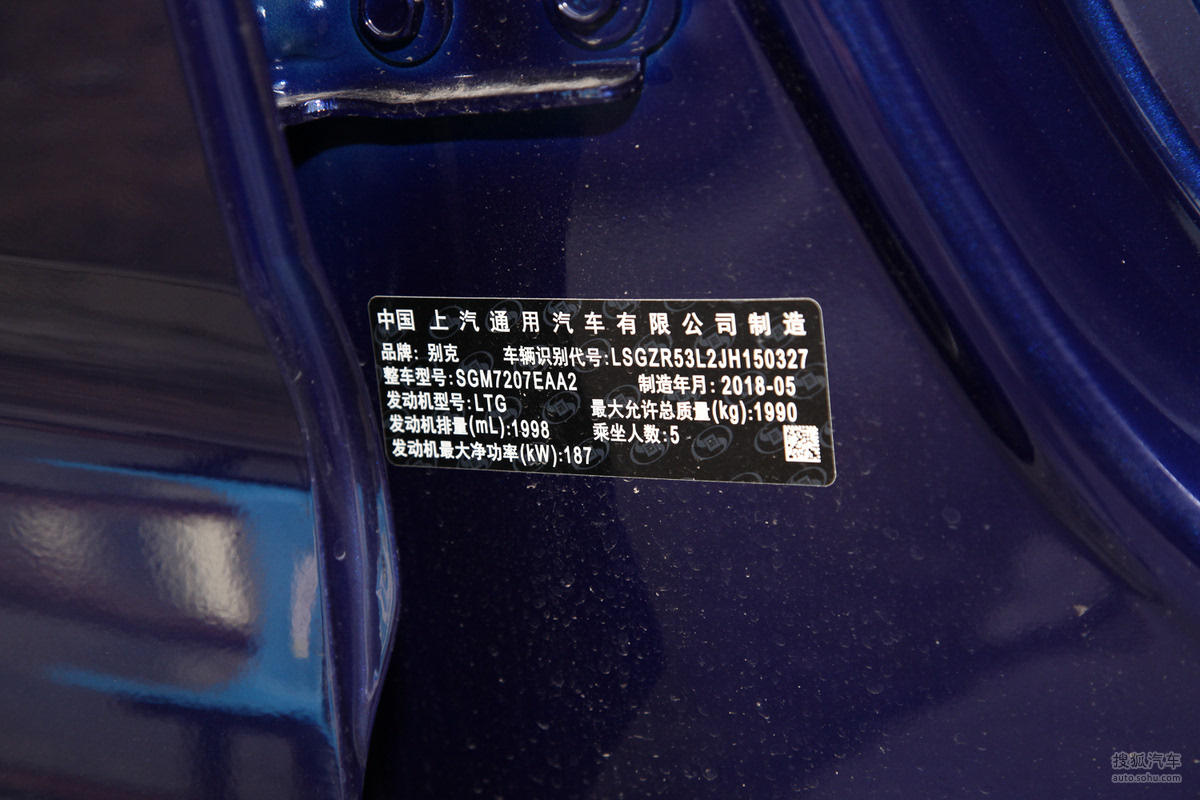 中国 上汽通用汽车有限公司制造
品牌: 别克 车辆识别代号:LSGZR53L2JH150327
整车型号:SGM7207EAA2 制造年月: 2018-05
发动机型号:LTG 最大允许总质量(kg):1990
发动机排量(mL):1998 乘坐人数:5
发动机最大净功率(kW):187
搜狐汽车
auto.sohu.com